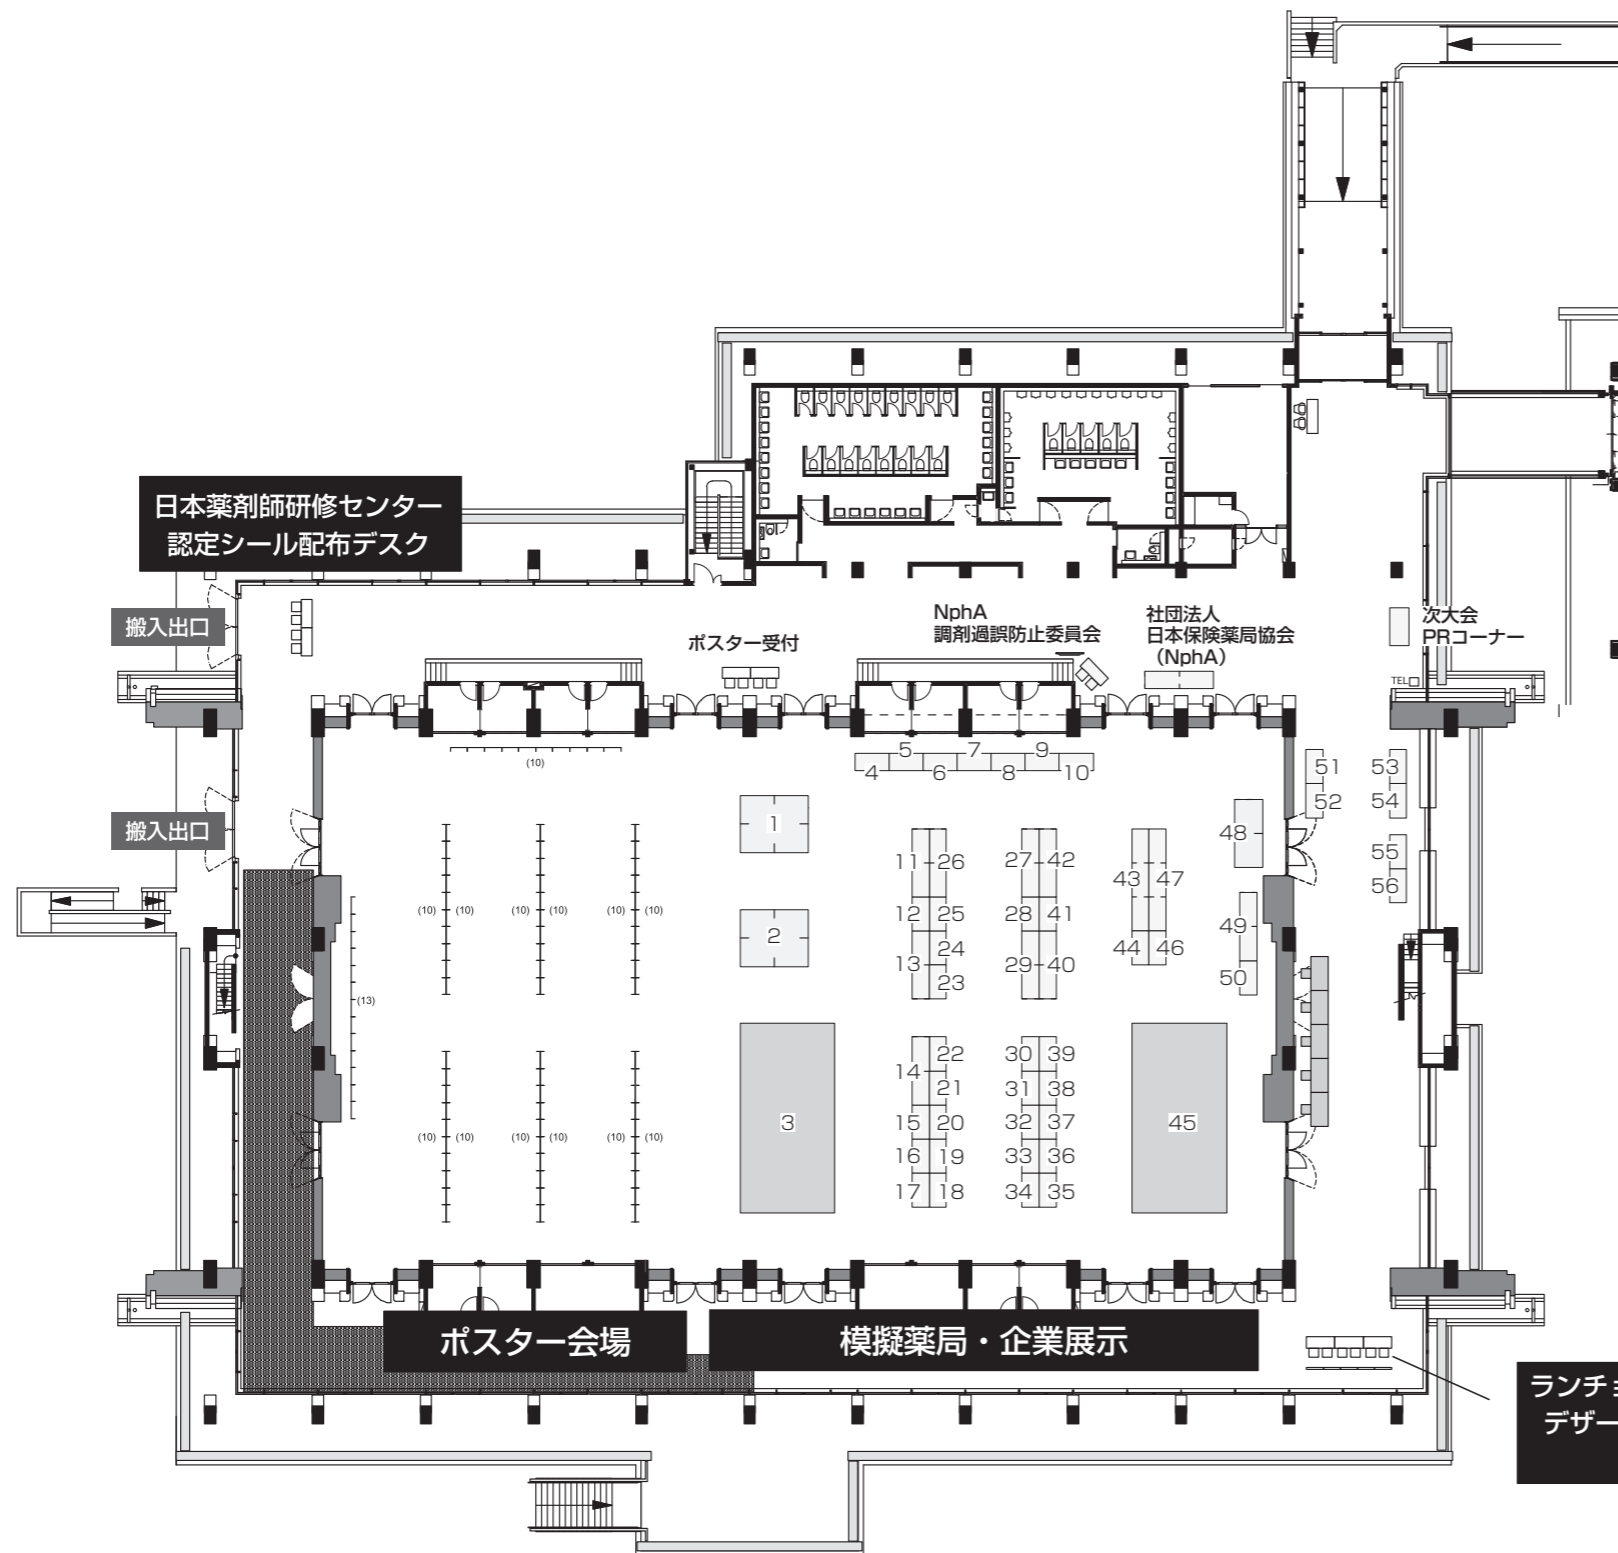 日本薬剤師研修センター
認定シール配布デスク
搬入出口
ポスター受付
NphA
調剤過誤防止委員会
社団法人
日本保険薬局協会
（NphA）
次大会
PRコーナー
TEL
(10)
5 7 9
4 6 8 10
51 53
52 54
搬入出口
1
48
55
56
11 26 27 42
43 47
(10) (10) (10) (10) (10) (10)
12 25 28 41
2
49
24
44 46
13 29 40
50
23
(13)
22 30 39
14
21 31 38
(10) (10) (10) (10) (10) (10)
3
15 20 32 37
45
16 19 33 36
17 18 34 35
ポスター会場
模擬薬局・企業展示
ランチョ
デザー